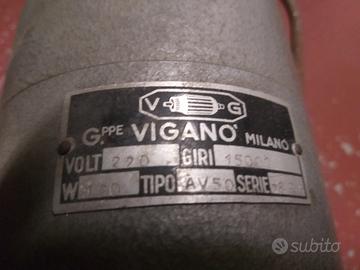 V G
GPPE VIGANO' MILANO
VOLT 220 GIRI
W TIPO AV50 SERIE
subito